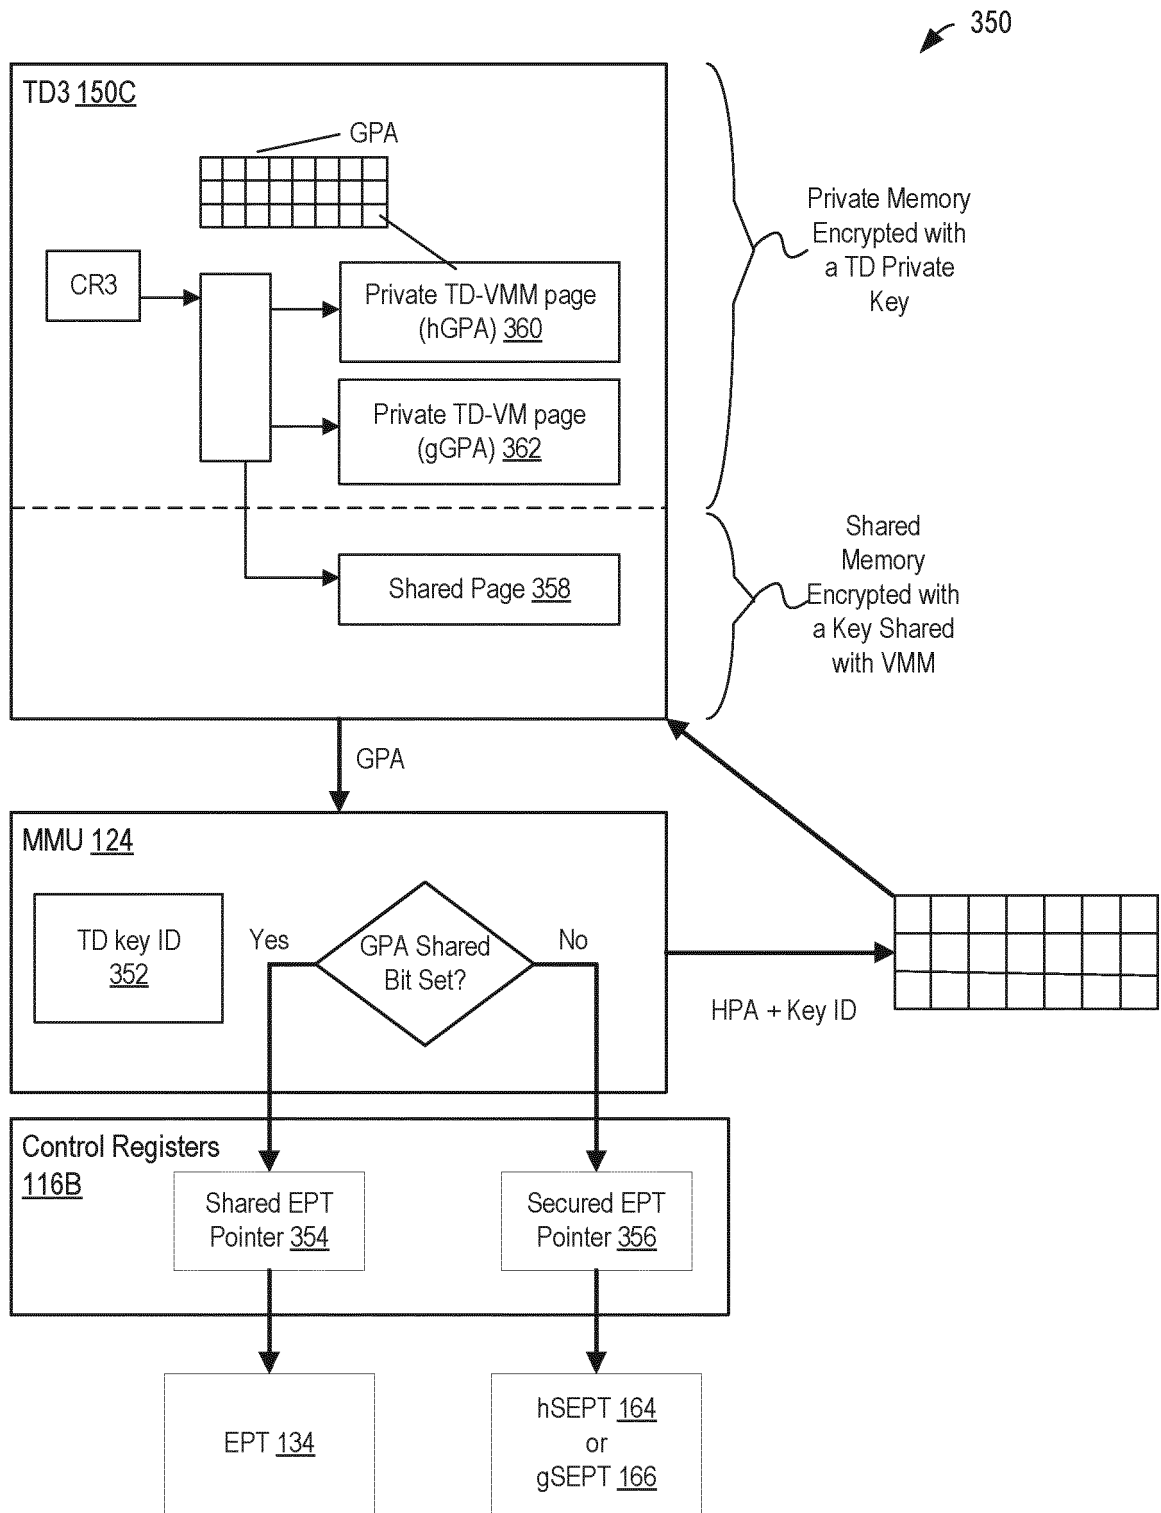 350
TD3 150C
GPA
CR3
Private TD-VMM page
(hGPA) 360
Private TD-VM page
(gGPA) 362
Shared Page 358
Private Memory
Encrypted with
a TD Private
Key
Shared
Memory
Encrypted with
a Key Shared
with VMM
GPA
MMU 124
TD key ID
352
Yes
GPA Shared
Bit Set?
No
HPA + Key ID
Control Registers
116B
Shared EPT
Pointer 354
Secured EPT
Pointer 356
EPT 134
hSEPT 164
or
gSEPT 166